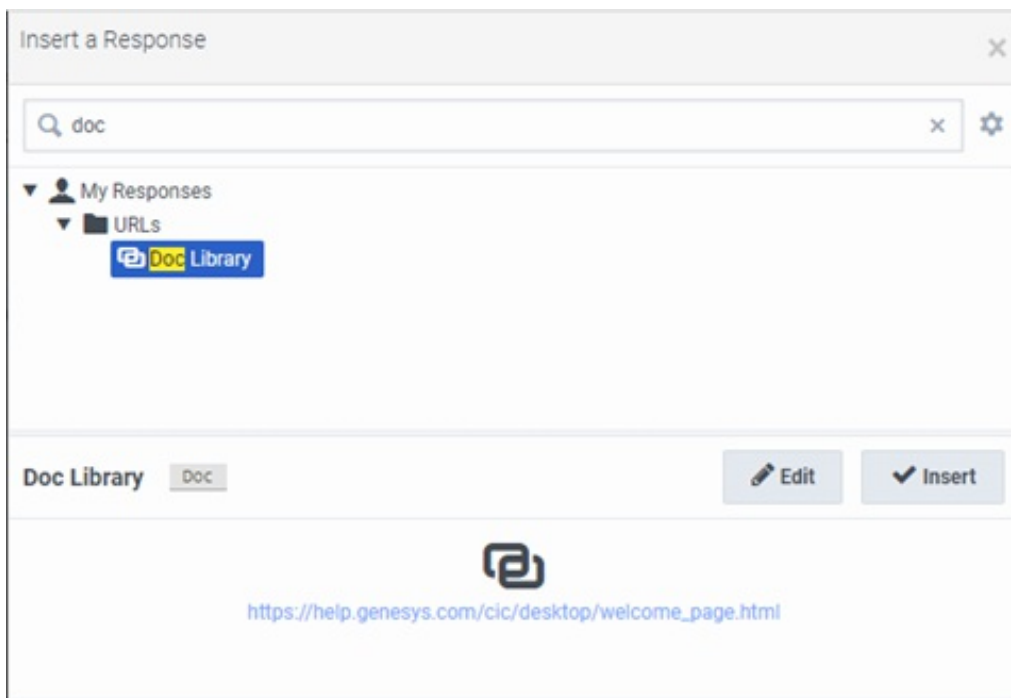 Insert a Response
doc
My Responses
URLs
Doc Library
Doc Library Doc Edit Insert
https://help.genesys.com/cic/desktop/welcome_page.html